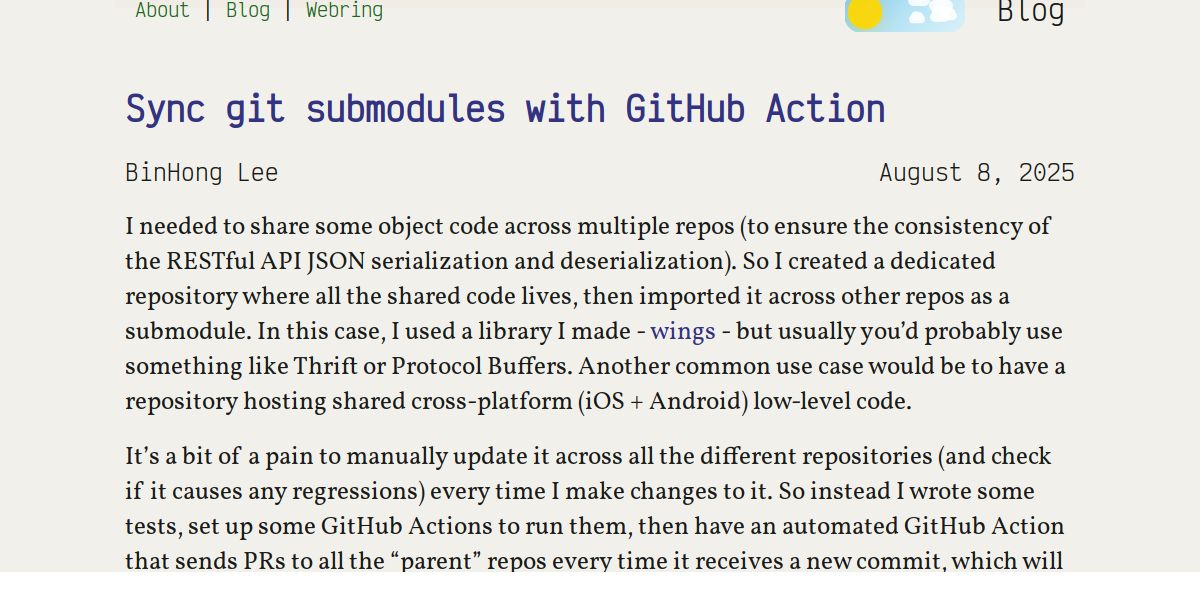 About | Blog | Webring
Blog
Sync git submodules with GitHub Action
BinHong Lee
August 8, 2025
I needed to share some object code across multiple repos (to ensure the consistency of
the RESTful API JSON serialization and deserialization). So I created a dedicated
repository where all the shared code lives, then imported it across other repos as a
submodule. In this case, I used a library I made - wings - but usually you’d probably use
something like Thrift or Protocol Buffers. Another common use case would be to have a
repository hosting shared cross-platform (iOS + Android) low-level code.
It’s a bit of a pain to manually update it across all the different repositories (and check
if it causes any regressions) every time I make changes to it. So instead I wrote some
tests, set up some GitHub Actions to run them, then have an automated GitHub Action
that sends PRs to all the “parent” repos every time it receives a new commit, which will